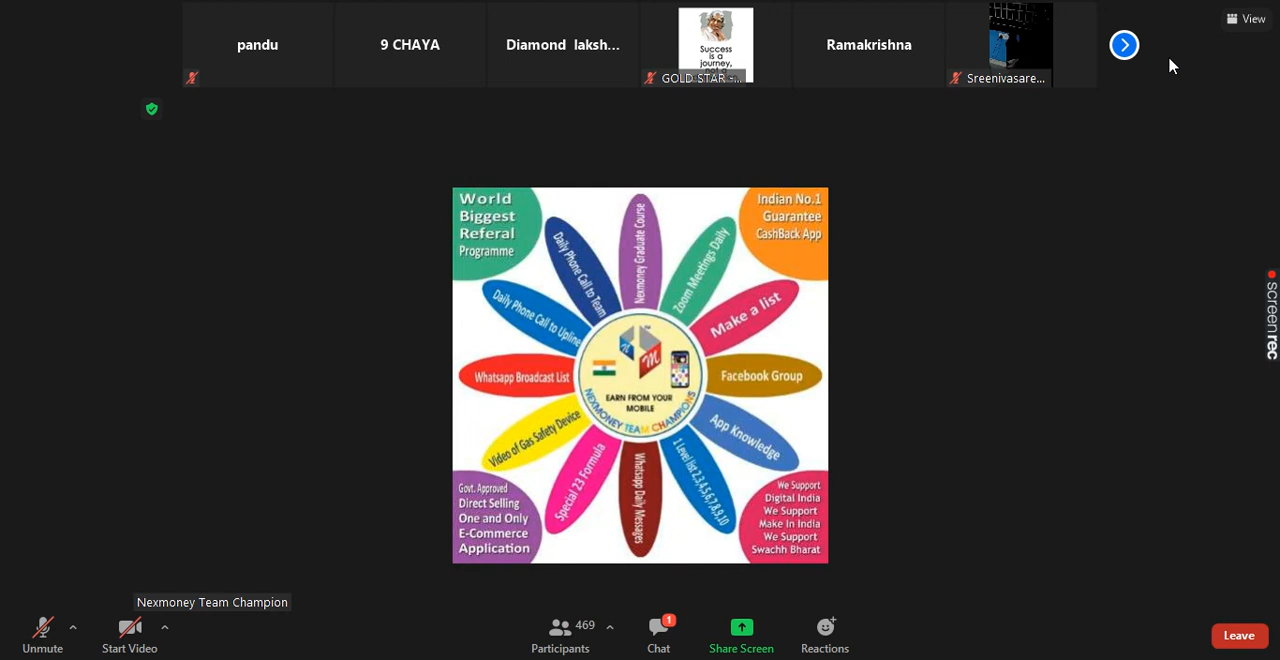 pandu
9 CHAYA
Diamond laksh...
Success
is a
journey,
GOLD STAR -...
Ramakrishna
Sreenivasare...
View
World
Biggest
Referal
Programme
Indian No.1
Guarantee
CashBack App
Nexmoney Graduate Course
Zoom Meetings Daily
Make a list
Facebook Group
App Knowledge
1 Level list 2,3,4,5,6,7,8,9,10
Whatsapp Daily Messages
Special 23 Formula
Video of Gas Safety Device
Whatsapp Broadcast List
Daily Phone Call to Upline
Daily Phone Call to Team
n
m
EARN FROM YOUR
MOBILE
NEXMONEY TEAM CHAMPIONS
Govt. Approved
Direct Selling
One and Only
E-Commerce
Application
We Support
Digital India
We Support
Make In India
We Support
Swachh Bharat
screenrec
Nexmoney Team Champion
Unmute
Start Video
469
Participants
1
Chat
Share Screen
Reactions
Leave